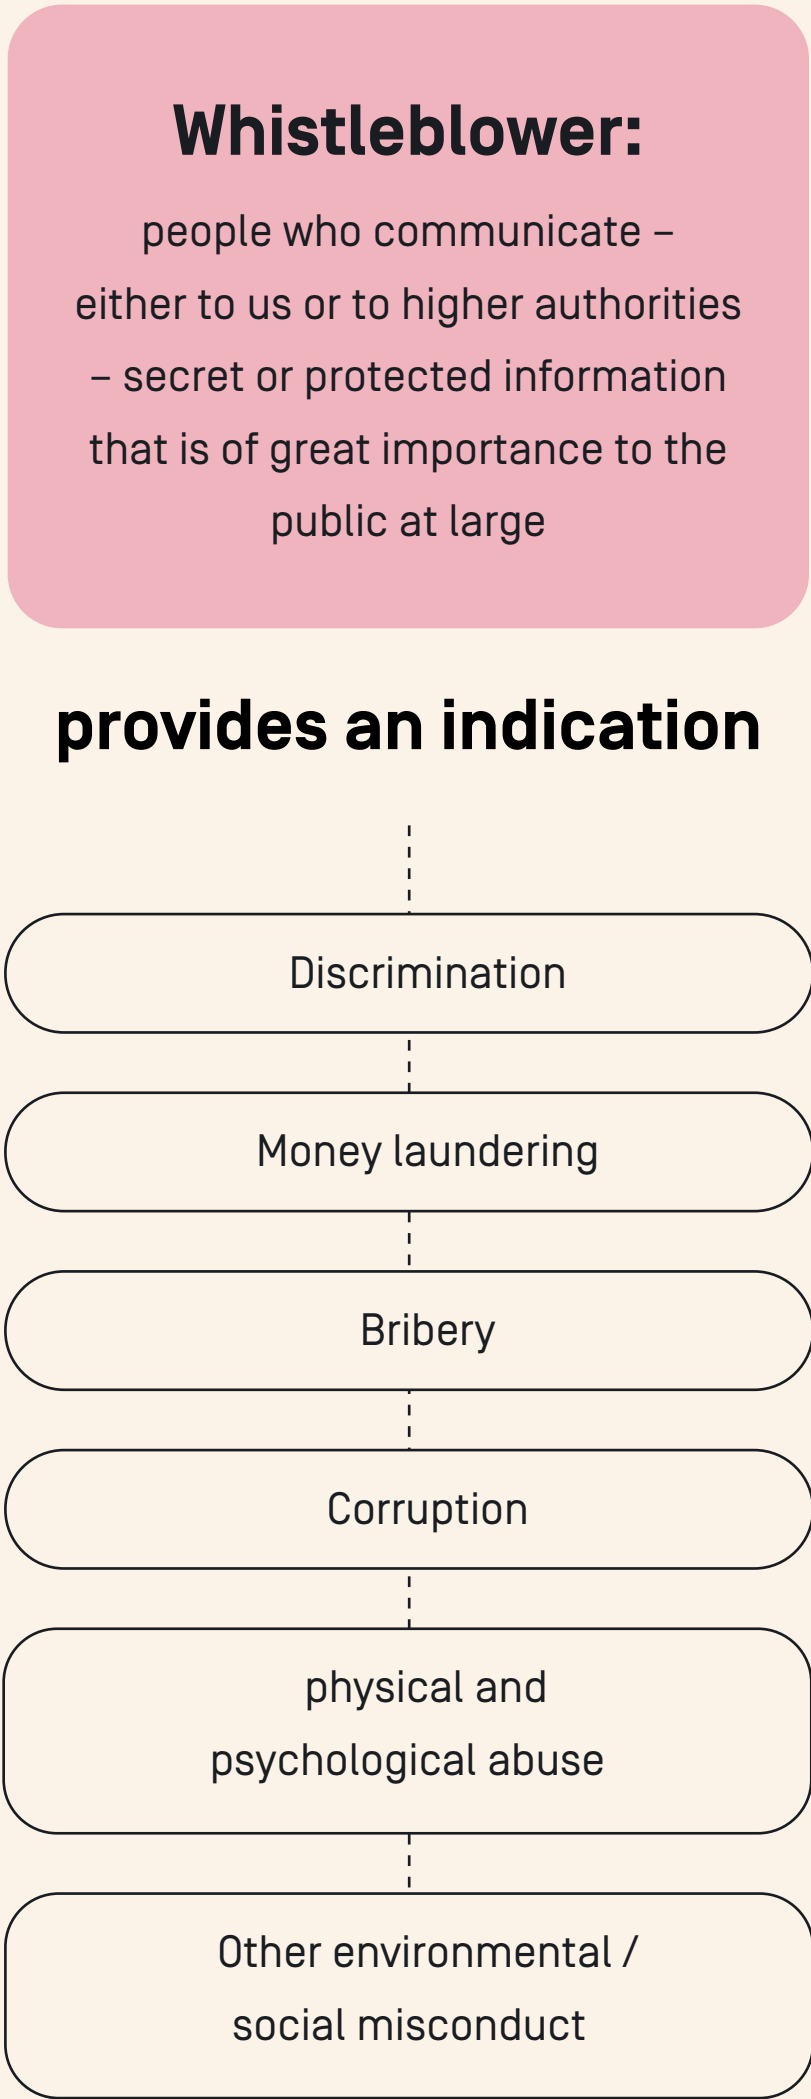 Whistleblower:
people who communicate –
either to us or to higher authorities
– secret or protected information
that is of great importance to the
public at large
provides an indication
Discrimination
Money laundering
Bribery
Corruption
physical and
psychological abuse
Other environmental /
social misconduct